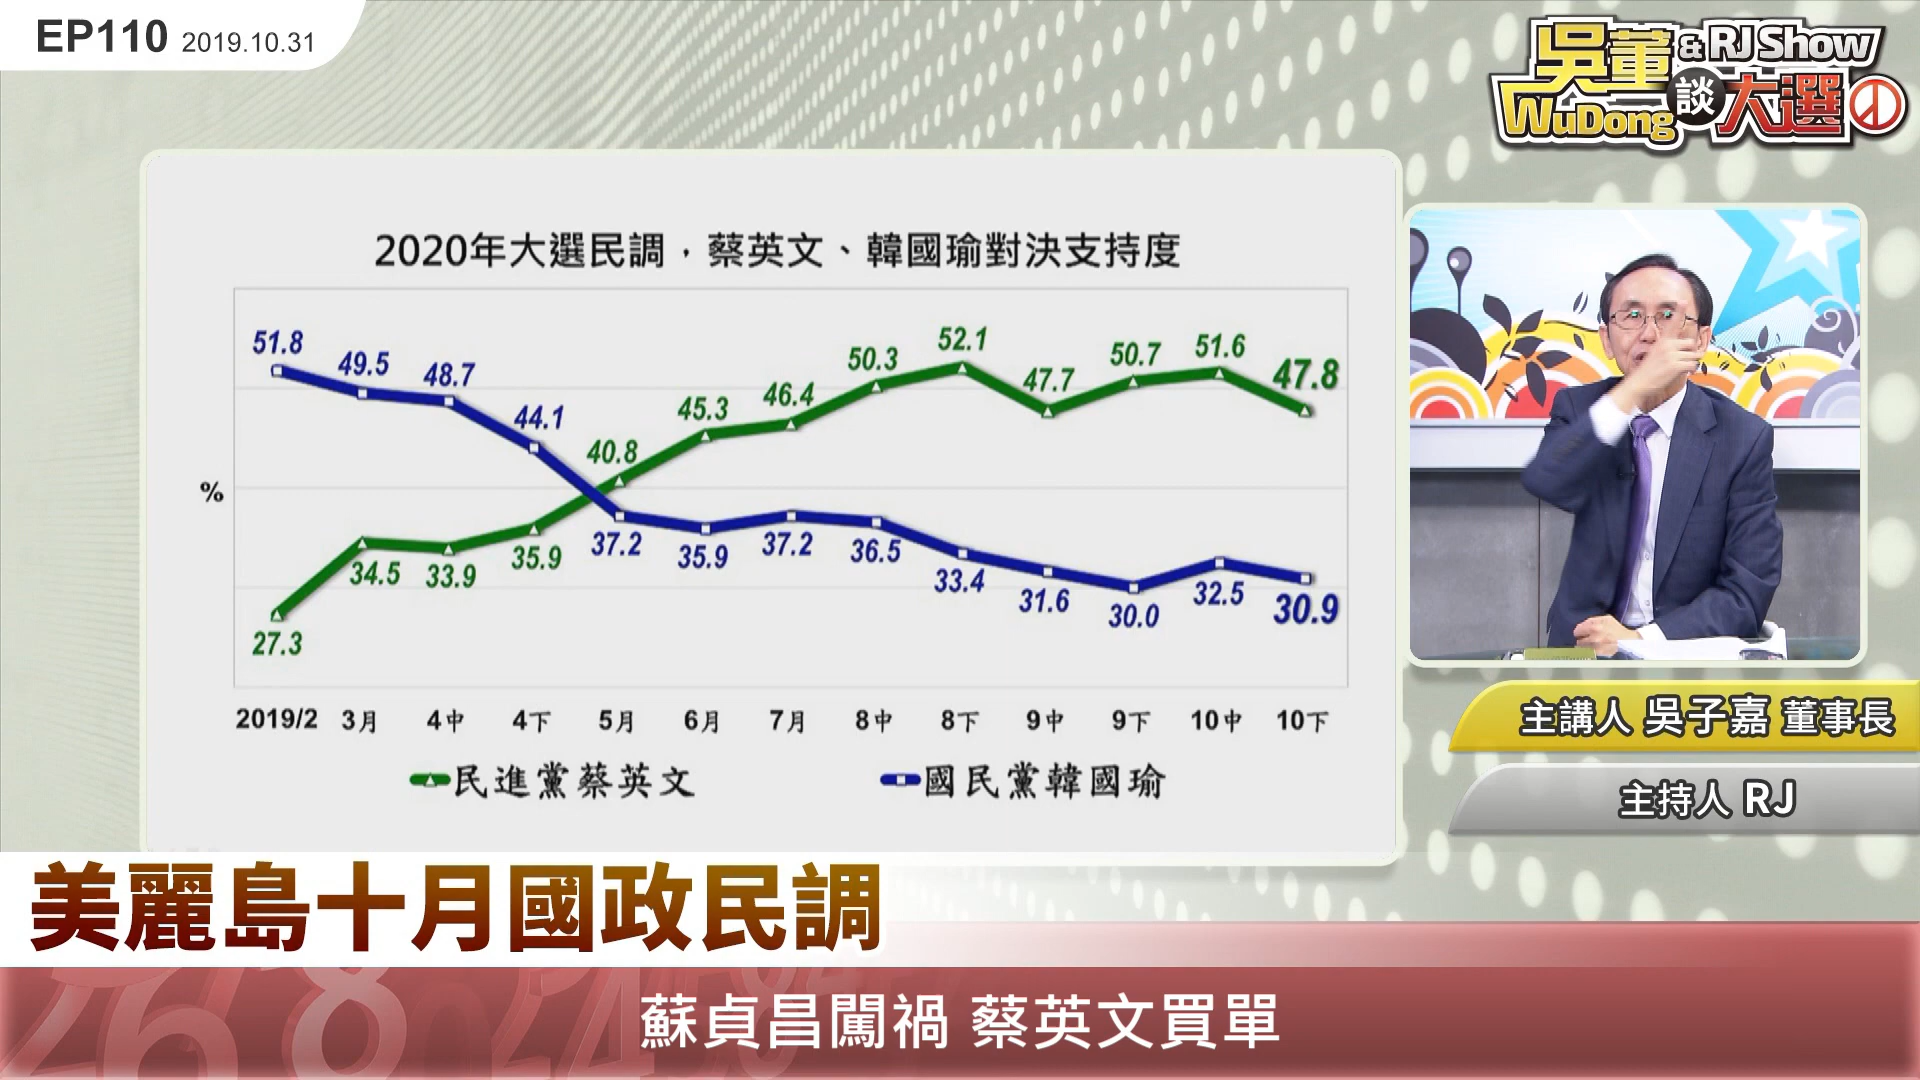 EP110 2019.10.31
吳董 & RJ Show
WuDong 談 大選
2020年大選民調，蔡英文、韓國瑜對決支持度
51.8 49.5 48.7 44.1 40.8 45.3 46.4 50.3 52.1 47.7 50.7 51.6 47.8
27.3 34.5 33.9 35.9 37.2 35.9 37.2 36.5 33.4 31.6 30.0 32.5 30.9
%
2019/2 3月 4中 4下 5月 6月 7月 8中 8下 9中 9下 10中 10下
民進黨蔡英文 國民黨韓國瑜
主講人 吳子嘉 董事長
主持人 RJ
美麗島十月國政民調
蘇貞昌闖禍 蔡英文買單